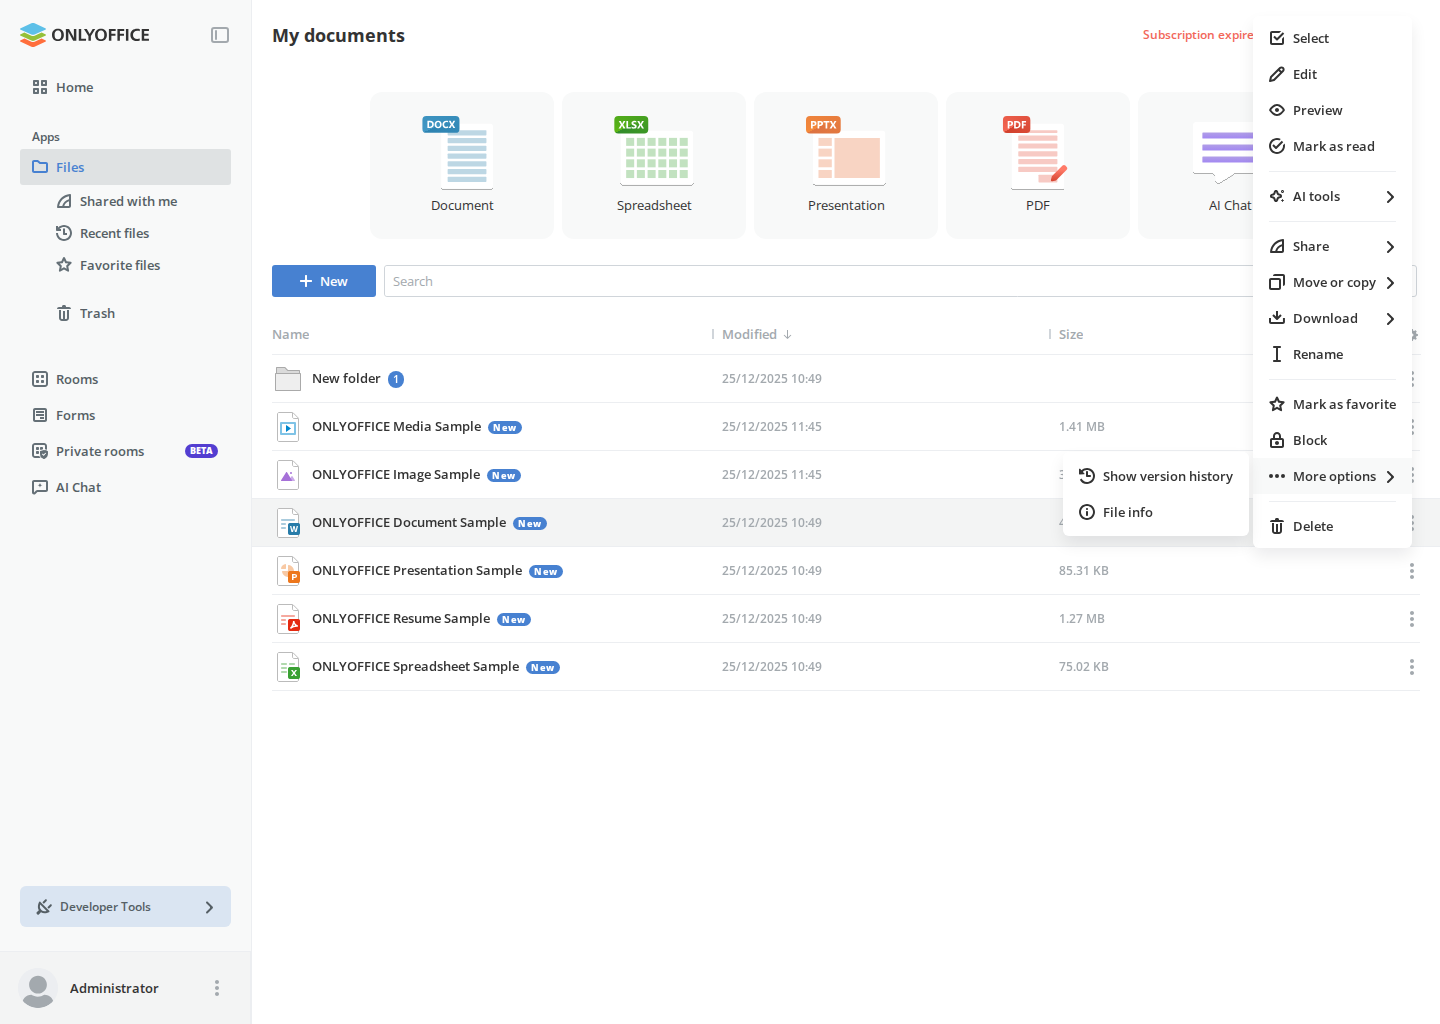 ONLYOFFICE
Home
Apps
Files
Shared with me
Recent files
Favorite files
Trash
Rooms
Forms
Private rooms BETA
AI Chat
Developer Tools
Administrator
My documents
Subscription expire
DOCX
Document
XLSX
Spreadsheet
PPTX
Presentation
PDF
PDF
AI Chat
New
Search
Name Modified Size
New folder 1 25/12/2025 10:49
ONLYOFFICE Media Sample New 25/12/2025 11:45 1.41 MB
ONLYOFFICE Image Sample New 25/12/2025 11:45
ONLYOFFICE Document Sample New 25/12/2025 10:49
ONLYOFFICE Presentation Sample New 25/12/2025 10:49 85.31 KB
ONLYOFFICE Resume Sample New 25/12/2025 10:49 1.27 MB
ONLYOFFICE Spreadsheet Sample New 25/12/2025 10:49 75.02 KB
Select
Edit
Preview
Mark as read
AI tools
Share
Move or copy
Download
Rename
Mark as favorite
Block
More options
Delete
Show version history
File info